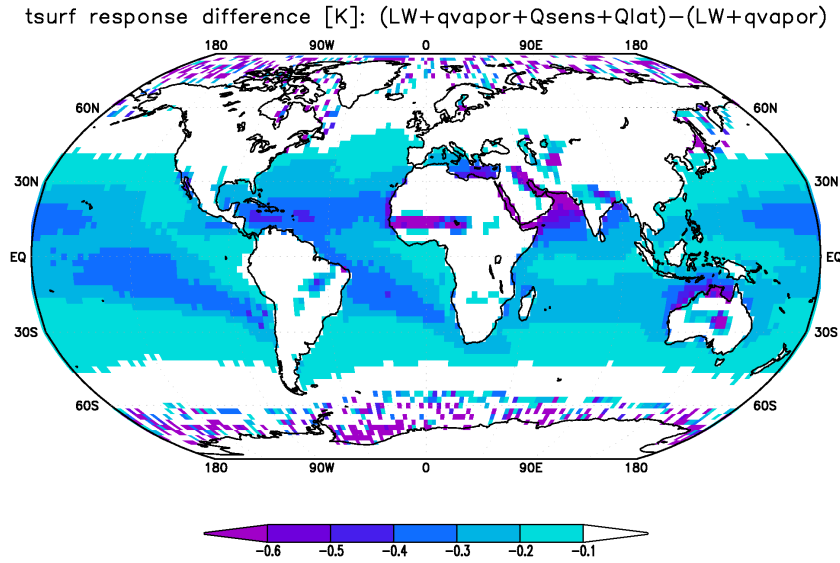 tsurf response difference [K]: (LW+qvapor+Qsens+Qlat)−(LW+qvapor)
180 90W 0 90E 180
60N 60N
30N 30N
EQ EQ
30S 30S
60S 60S
180 90W 0 90E 180
−0.6 −0.5 −0.4 −0.3 −0.2 −0.1